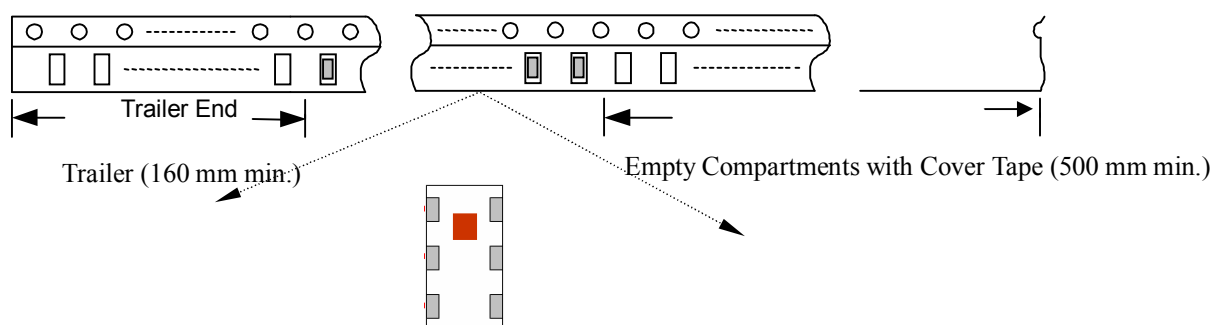 Trailer End
Trailer (160 mm min.)
Empty Compartments with Cover Tape (500 mm min.)